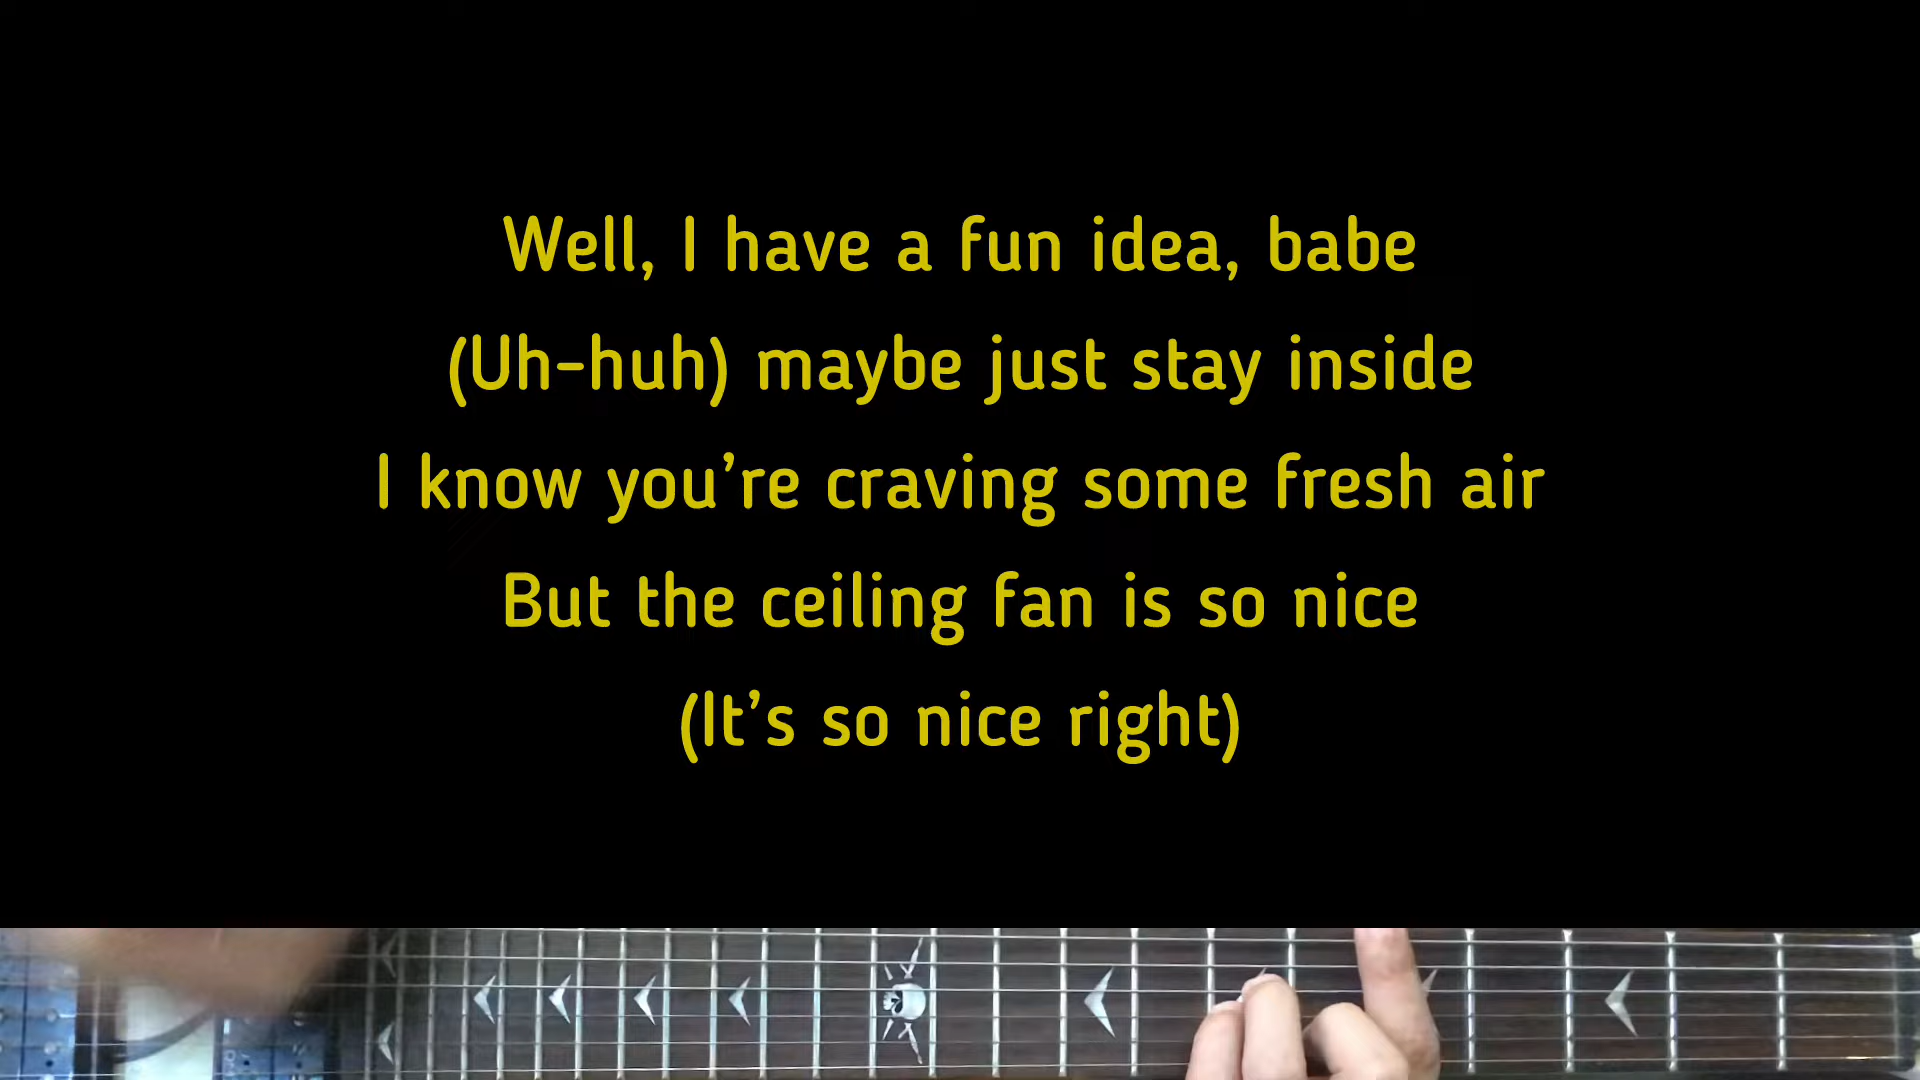 Well, I have a fun idea, babe
(Uh-huh) maybe just stay inside
I know you’re craving some fresh air
But the ceiling fan is so nice
(It’s so nice right)